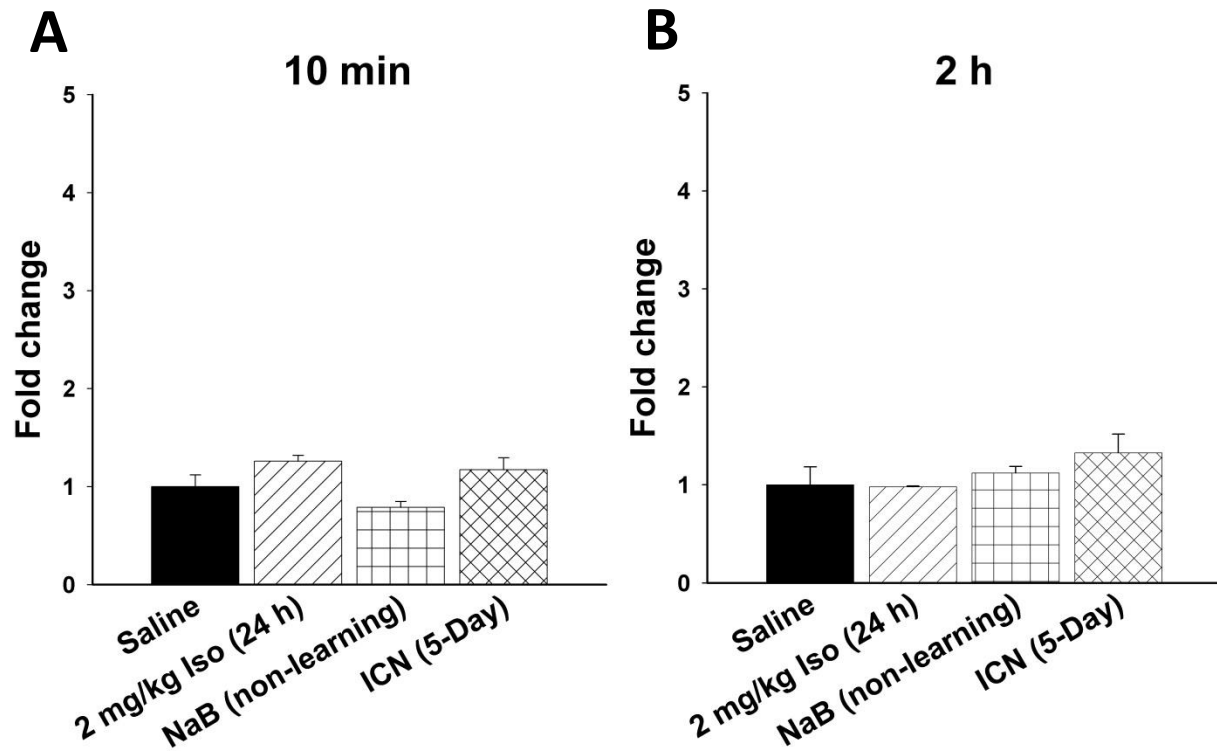 A
10 min
5
4
3
2
1
0
Fold change
Saline
2 mg/kg Iso (24 h)
NaB (non-learning)
ICN (5-Day)
B
2 h
5
4
3
2
1
0
Fold change
Saline
2 mg/kg Iso (24 h)
NaB (non-learning)
ICN (5-Day)